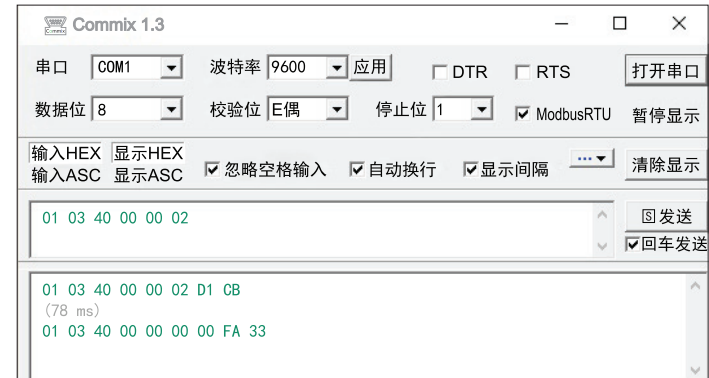 Commix 1.3
串口 COM1 波特率 9600 应用 DTR RTS 打开串口
数据位 8 校验位 E偶 停止位 1 ModbusRTU 暂停显示
输入HEX 显示HEX
输入ASC 显示ASC 忽略空格输入 自动换行 显示间隔 ... 清除显示
01 03 40 00 00 02
S发送
回车发送
01 03 40 00 00 02 D1 CB
(78 ms)
01 03 40 00 00 00 00 FA 33